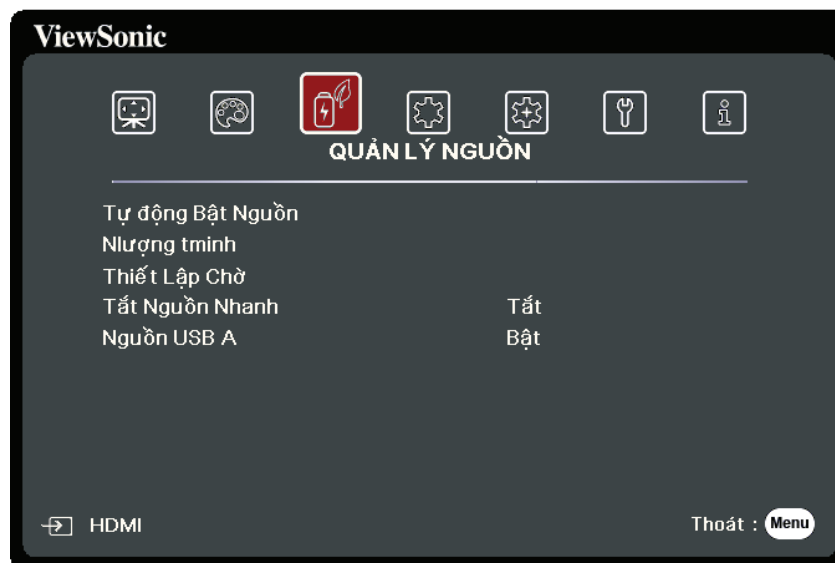 ViewSonic
QUẢN LÝ NGUỒN
Tự động Bật Nguồn
Nlượng tminh
Thiết Lập Chờ
Tắt Nguồn Nhanh Tắt
Nguồn USB A Bật
HDMI Thoát : Menu